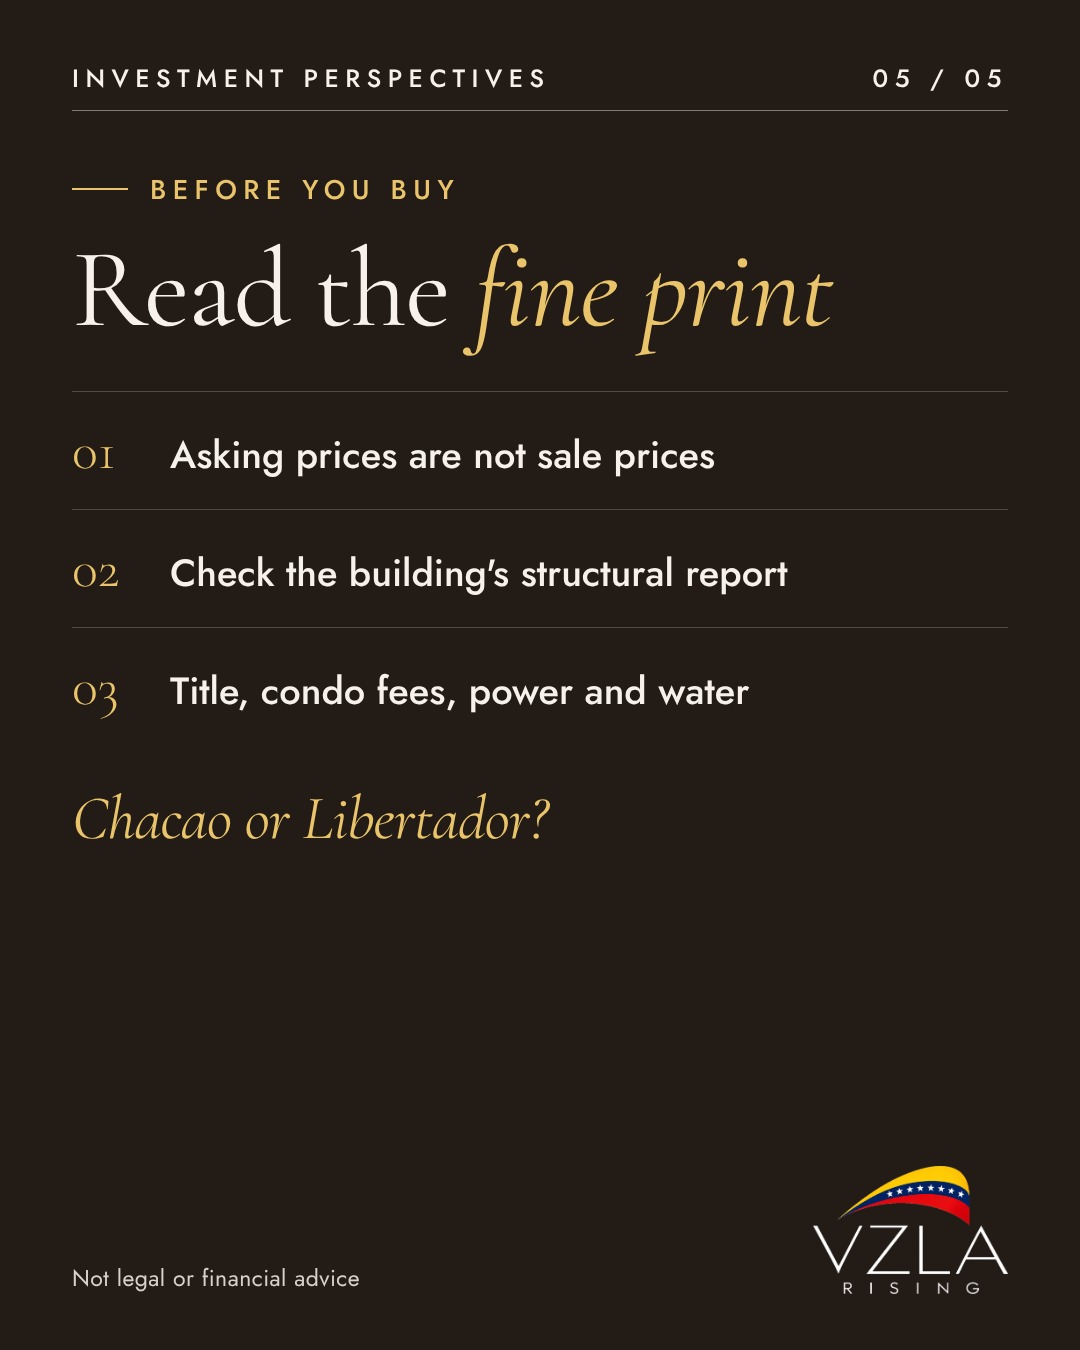 INVESTMENT PERSPECTIVES 05 / 05
BEFORE YOU BUY
Read the fine print
01 Asking prices are not sale prices
02 Check the building's structural report
03 Title, condo fees, power and water
Chacao or Libertador?
VZLA
RISING
Not legal or financial advice